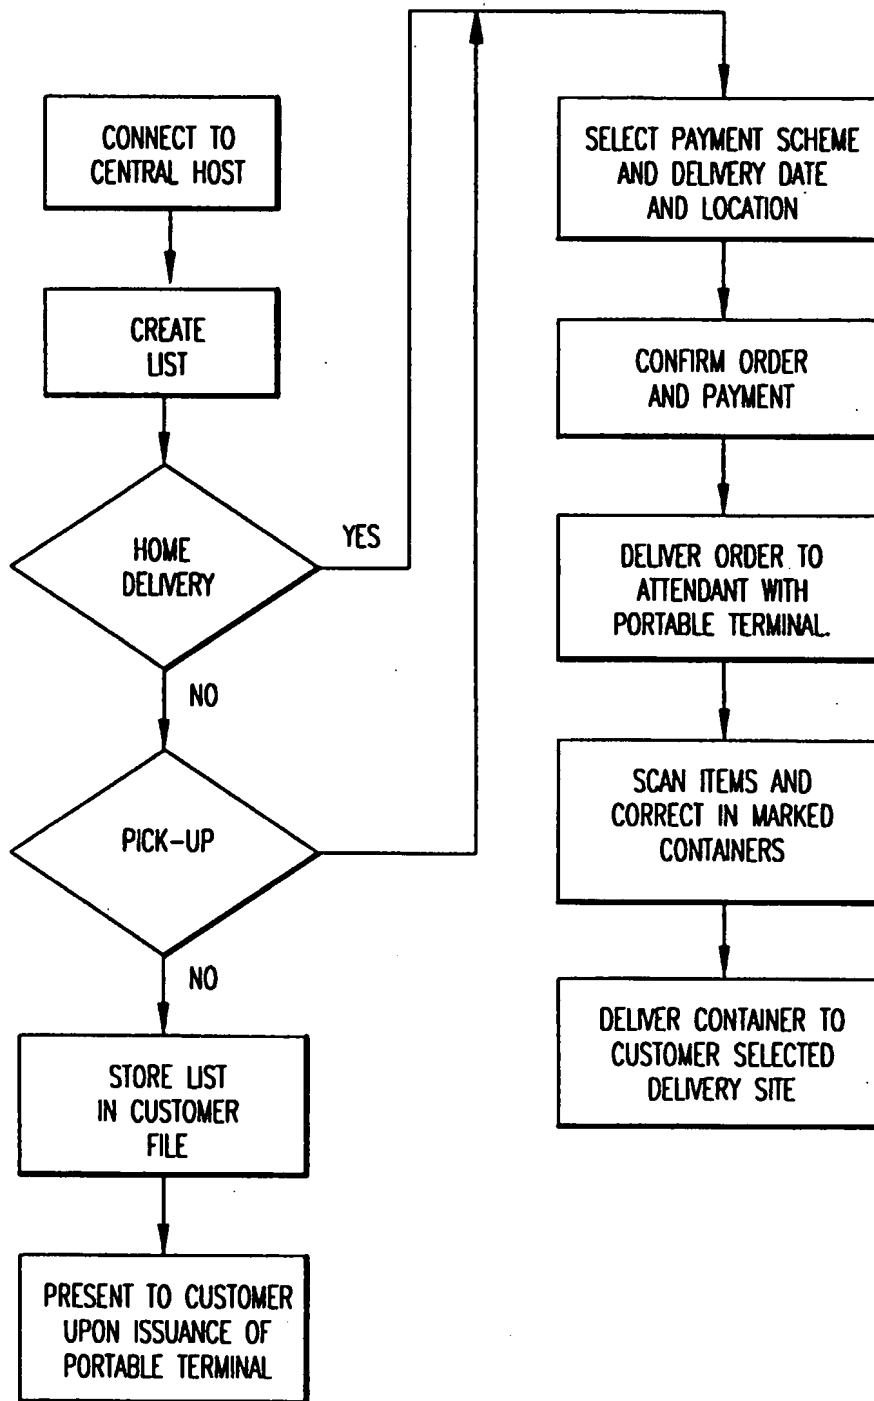 CONNECT TO
CENTRAL HOST
CREATE
LIST
HOME
DELIVERY
YES
NO
PICK-UP
NO
STORE LIST
IN CUSTOMER
FILE
PRESENT TO CUSTOMER
UPON ISSUANCE OF
PORTABLE TERMINAL
SELECT PAYMENT SCHEME
AND DELIVERY DATE
AND LOCATION
CONFIRM ORDER
AND PAYMENT
DELIVER ORDER TO
ATTENDANT WITH
PORTABLE TERMINAL.
SCAN ITEMS AND
CORRECT IN MARKED
CONTAINERS
DELIVER CONTAINER TO
CUSTOMER SELECTED
DELIVERY SITE